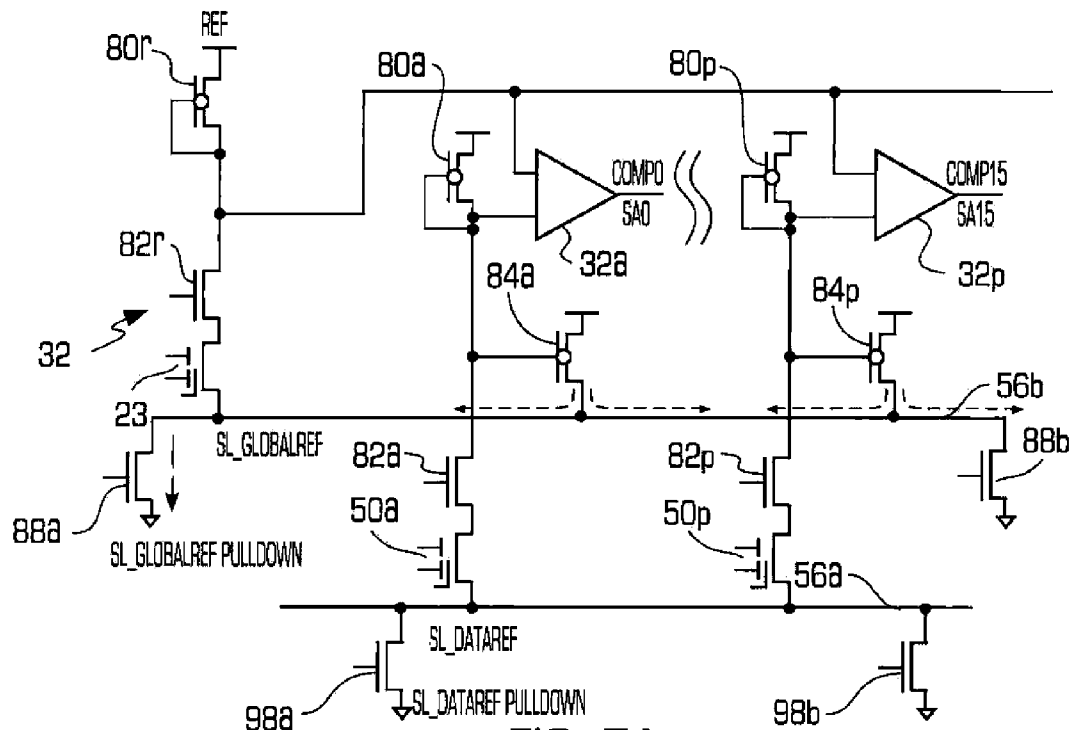 REF
80r
80a
80p
COMP0
SA0
COMP15
SA15
82r
32a
32p
84a
84p
32
23
56b
SL_GLOBALREF
82a
82p
88b
50a
50p
88a
SL_GLOBALREF PULLDOWN
56a
SL_DATAREF
98a
SL_DATAREF PULLDOWN
98b